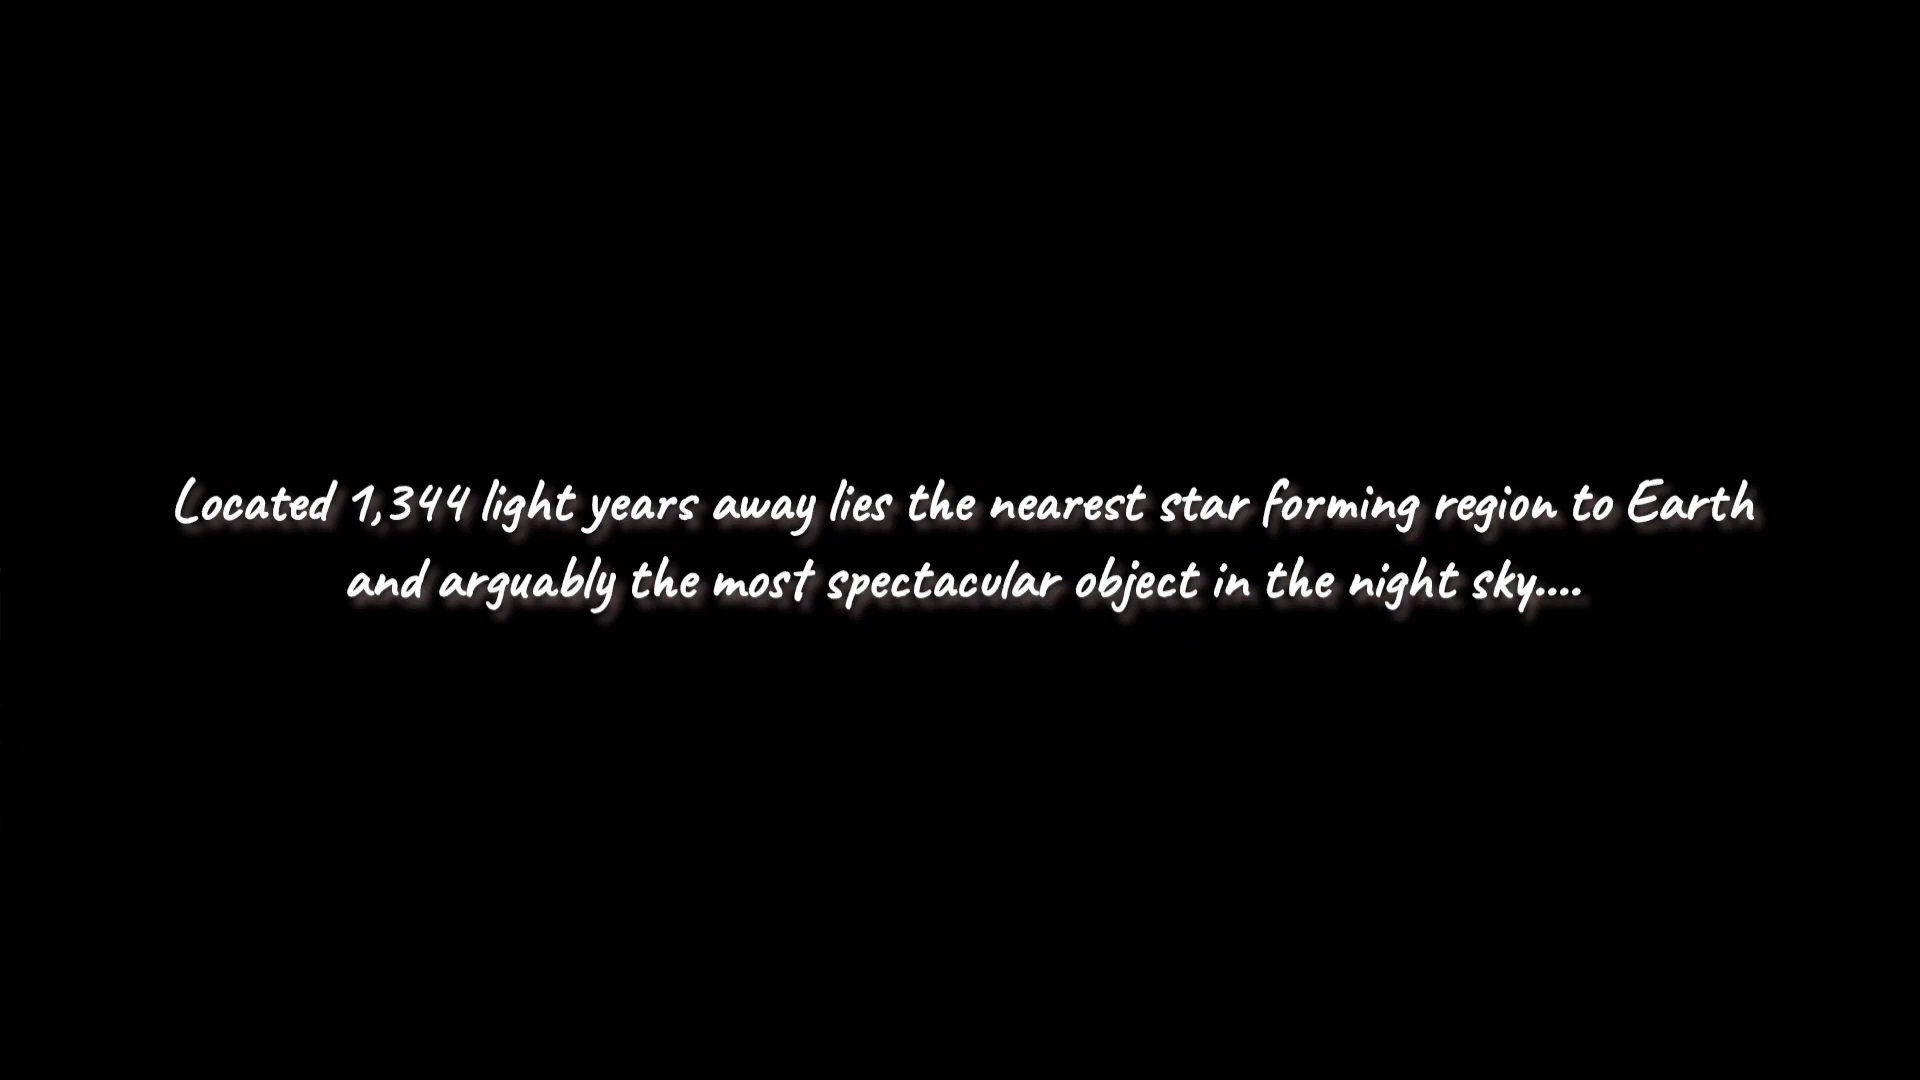 Located 1,344 light years away lies the nearest star forming region to Earth
and arguably the most spectacular object in the night sky....